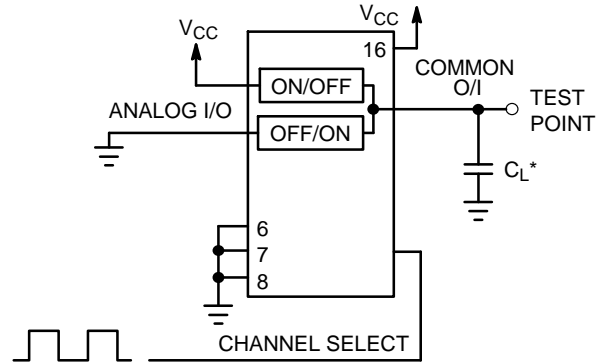 VCC
VCC
16
COMMON
O/I
ON/OFF
ANALOG I/O
OFF/ON
TEST
POINT
CL*
6
7
8
CHANNEL SELECT